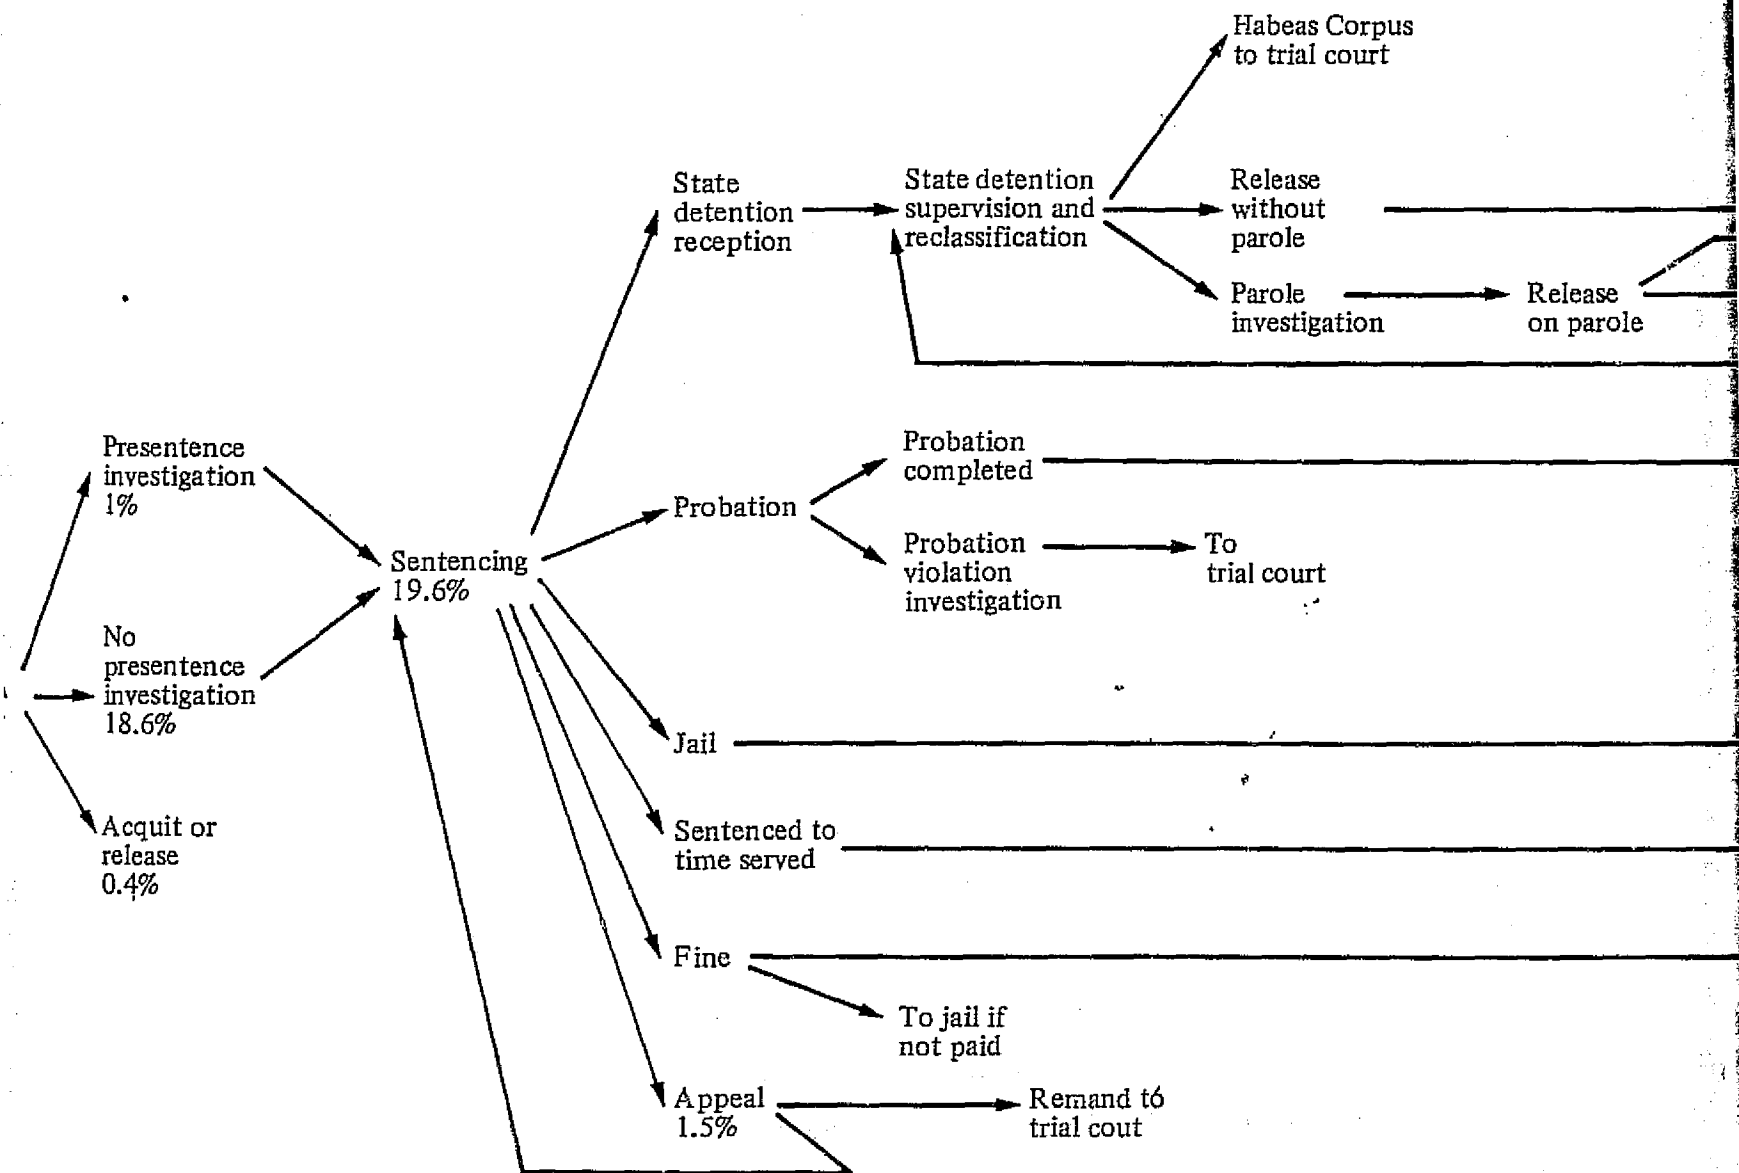 Habeas Corpus
to trial court
State
detention
reception
State detention
supervision and
reclassification
Release
without
parole
Parole
investigation
Release
on parole
Presentence
investigation
1%
No
presentence
investigation
18.6%
Acquit or
release
0.4%
Sentencing
19.6%
Probation
Probation
completed
Probation
violation
investigation
To
trial court
Jail
Sentenced to
time served
Fine
To jail if
not paid
Appeal
1.5%
Remand to
trial cout